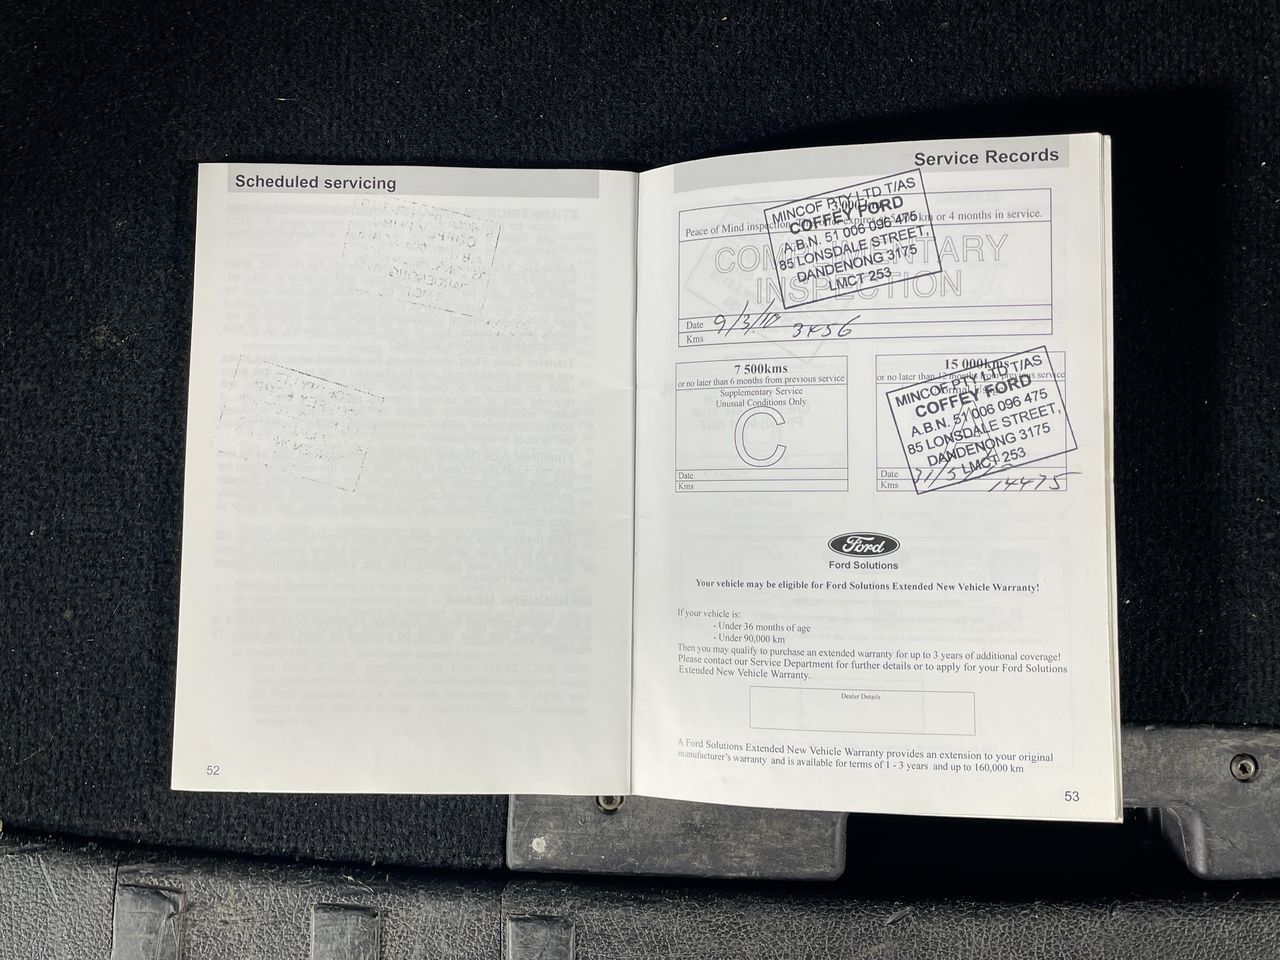 Scheduled servicing
52
Service Records
3,000kms
Peace of Mind inspection. km or 4 months in service.
COMPLIMENTARY
INSPECTION
MINCOF PTY LTD T/AS
COFFEY FORD
A.B.N. 51 006 096 475
85 LONSDALE STREET,
DANDENONG 3175
LMCT 253
Date 9/3/10
Kms 3456
7 500kms
or no later than 6 months from previous service
Supplementary Service
Unusual Conditions Only
C
Date
Kms
15 000kms
or no later than 12 months from previous service
MINCOF PTY LTD T/AS
COFFEY FORD
A.B.N. 51 006 096 475
85 LONSDALE STREET,
DANDENONG 3175
LMCT 253
Date 31/5/
Kms 14475
Ford
Ford Solutions
Your vehicle may be eligible for Ford Solutions Extended New Vehicle Warranty!
If your vehicle is:
- Under 36 months of age
- Under 90,000 km
Then you may qualify to purchase an extended warranty for up to 3 years of additional coverage!
Please contact our Service Department for further details or to apply for your Ford Solutions
Extended New Vehicle Warranty.
Dealer Details
A Ford Solutions Extended New Vehicle Warranty provides an extension to your original
manufacturer's warranty and is available for terms of 1 - 3 years and up to 160,000 km
53